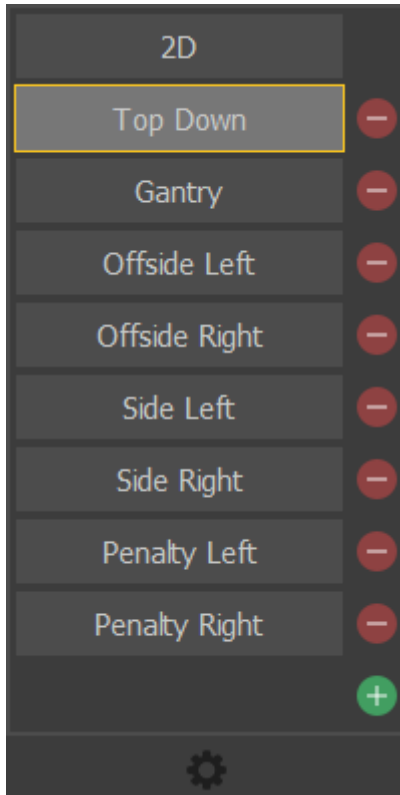 2D
Top Down
Gantry
Offside Left
Offside Right
Side Left
Side Right
Penalty Left
Penalty Right